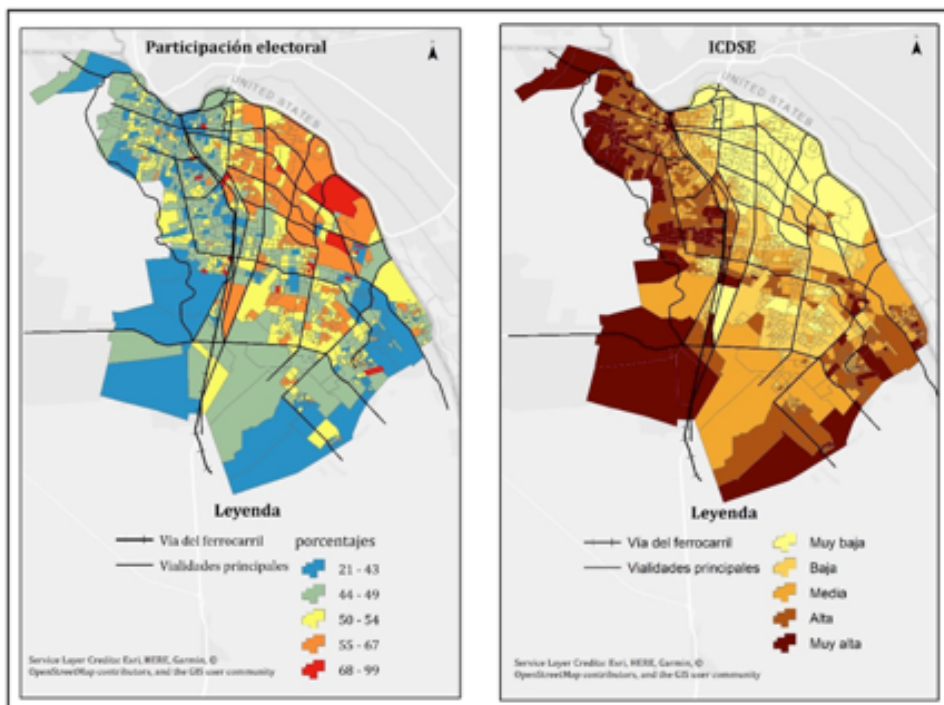 Participación electoral
UNITED STATES
Leyenda
Vía del ferrocarril
Vialidades principales
porcentajes
21 - 43
44 - 49
50 - 54
55 - 67
68 - 99
Service Layer Credits: Esri, HERE, Garmin, ©
OpenStreetMap contributors, and the GIS user community
ICDSE
UNITED STATES
Leyenda
Vía del ferrocarril
Vialidades principales
Muy baja
Baja
Media
Alta
Muy alta
Service Layer Credits: Esri, HERE, Garmin, ©
OpenStreetMap contributors, and the GIS user community